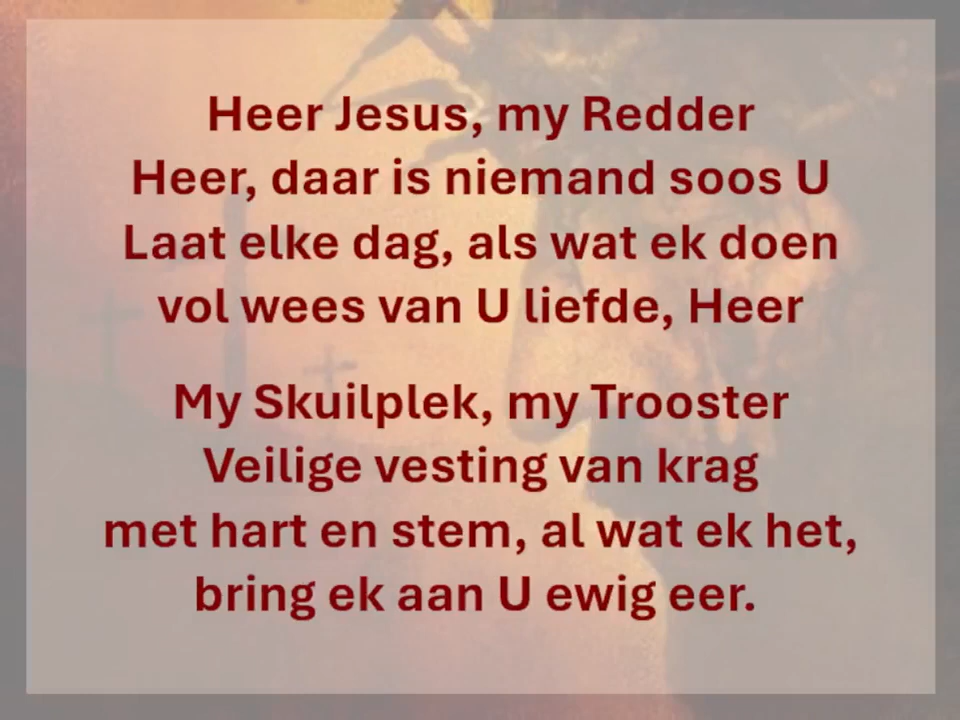 Heer Jesus, my Redder
Heer, daar is niemand soos U
Laat elke dag, als wat ek doen
vol wees van U liefde, Heer
My Skuilplek, my Trooster
Veilige vesting van krag
met hart en stem, al wat ek het,
bring ek aan U ewig eer.